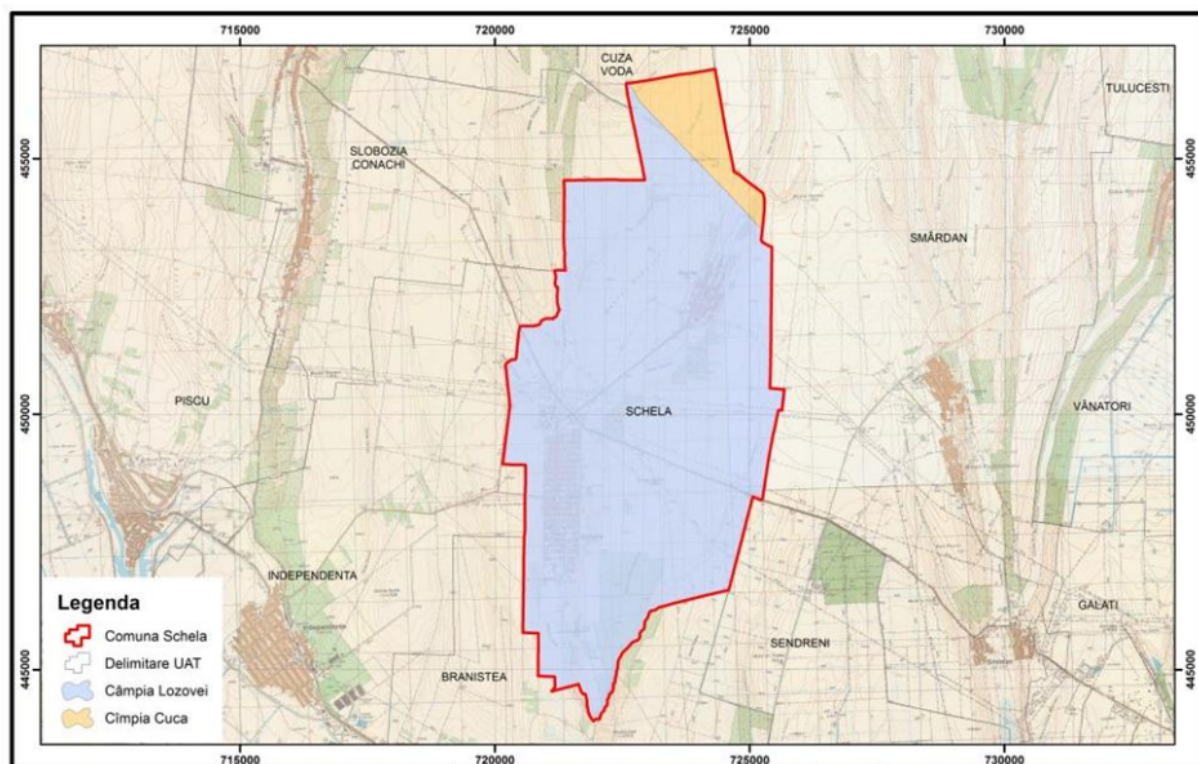 715000 720000 725000 730000
CUZA
VODA
TULUCESTI
SLOBOZIA
CONACHI
455000 455000
SMÂRDAN
PISCU
SCHELA
VÂNATORI
450000 450000
INDEPENDENTA
GALATI
SENDRENI
BRANISTEA
445000 445000
Legenda
Comuna Schela
Delimitare UAT
Câmpia Lozovei
Cîmpia Cuca
715000 720000 725000 730000